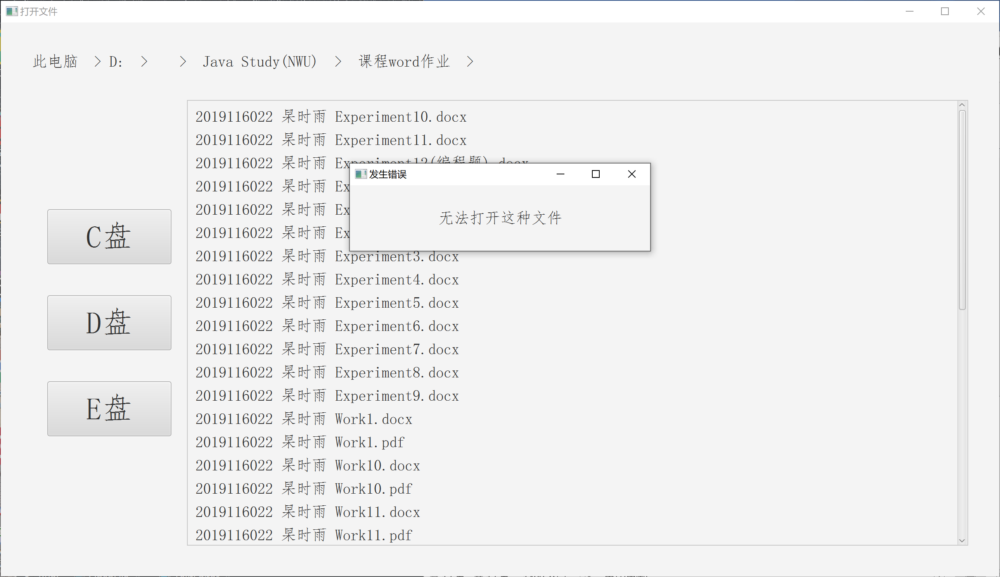 打开文件
此电脑 > D: > > Java Study(NWU) > 课程word作业 >
2019116022 杲时雨 Experiment10.docx
2019116022 杲时雨 Experiment11.docx
2019116022 杲时雨 Experiment12(编程题).docx
发生错误
2019116022 杲时雨 Ex
2019116022 杲时雨 Ex
无法打开这种文件
2019116022 杲时雨 Ex
C盘
2019116022 杲时雨 Experiment3.docx
2019116022 杲时雨 Experiment4.docx
2019116022 杲时雨 Experiment5.docx
D盘
2019116022 杲时雨 Experiment6.docx
2019116022 杲时雨 Experiment7.docx
2019116022 杲时雨 Experiment8.docx
2019116022 杲时雨 Experiment9.docx
E盘
2019116022 杲时雨 Work1.docx
2019116022 杲时雨 Work1.pdf
2019116022 杲时雨 Work10.docx
2019116022 杲时雨 Work10.pdf
2019116022 杲时雨 Work11.docx
2019116022 杲时雨 Work11.pdf